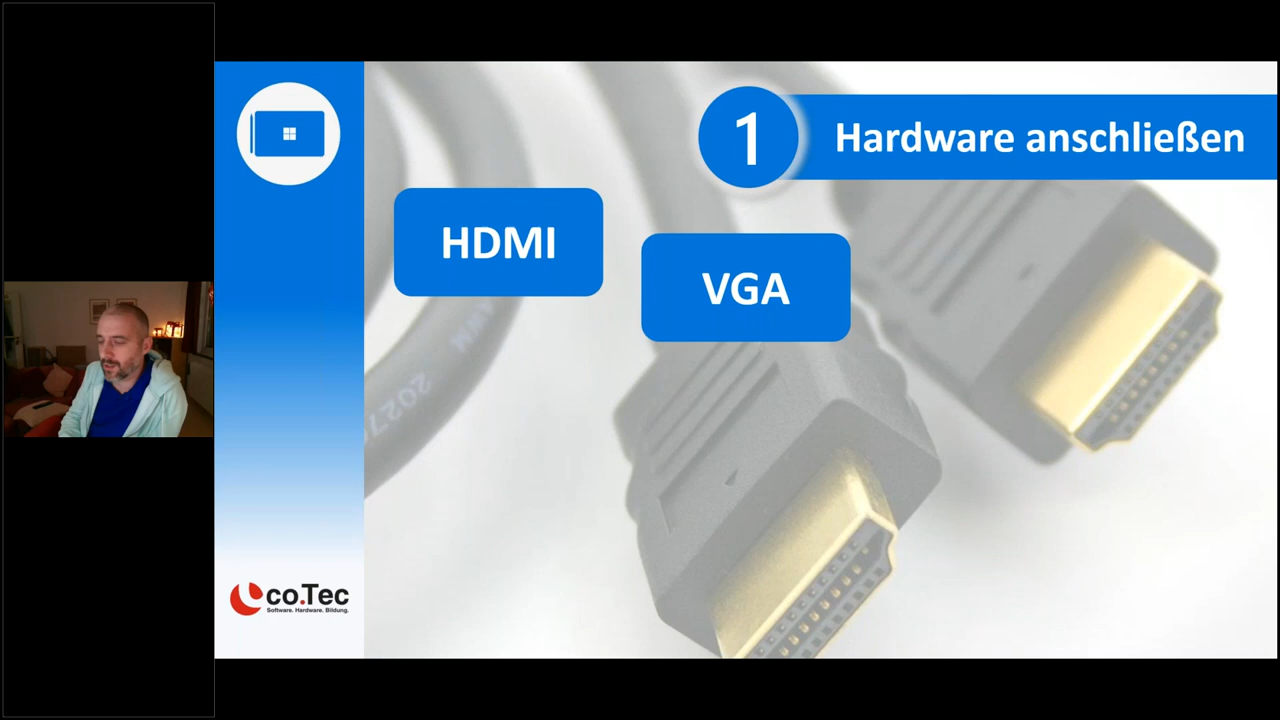 1
Hardware anschließen
HDMI
VGA
co.Tec
Software. Hardware. Bildung.